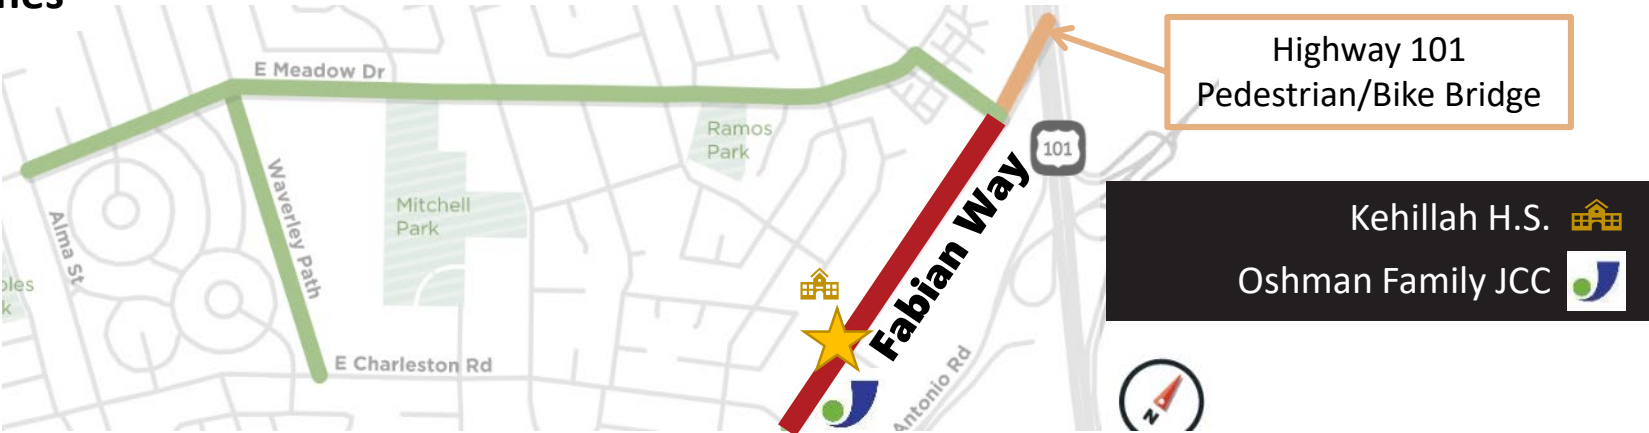 E Meadow Dr
Highway 101
Pedestrian/Bike Bridge
Ramos
Park
101
Waverley Path
Mitchell
Park
Alma St
Fabian Way
Kehillah H.S.
Oshman Family JCC
E Charleston Rd
Antonio Rd
N